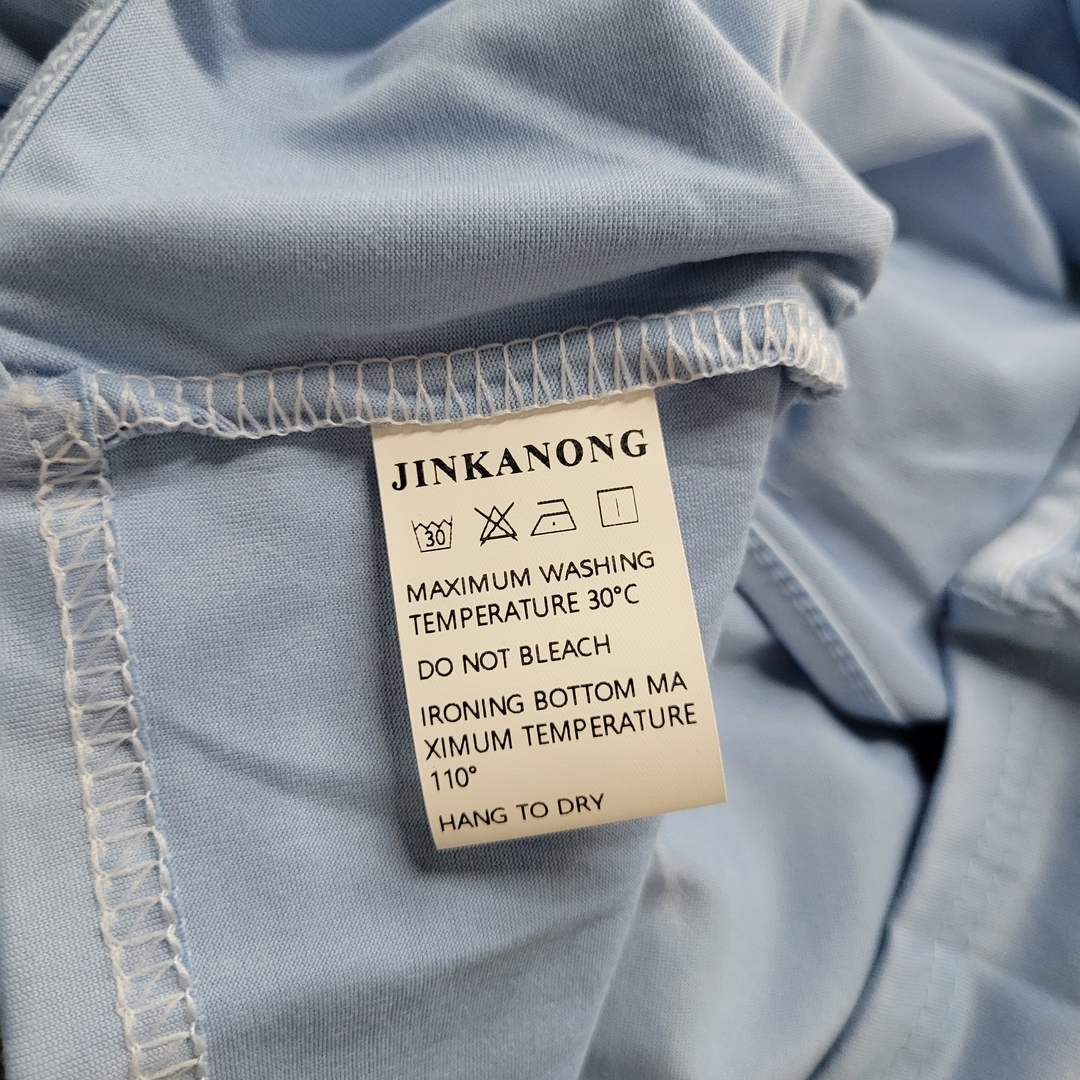 JINKANONG
30
MAXIMUM WASHING
TEMPERATURE 30°C
DO NOT BLEACH
IRONING BOTTOM MA
XIMUM TEMPERATURE
110°
HANG TO DRY